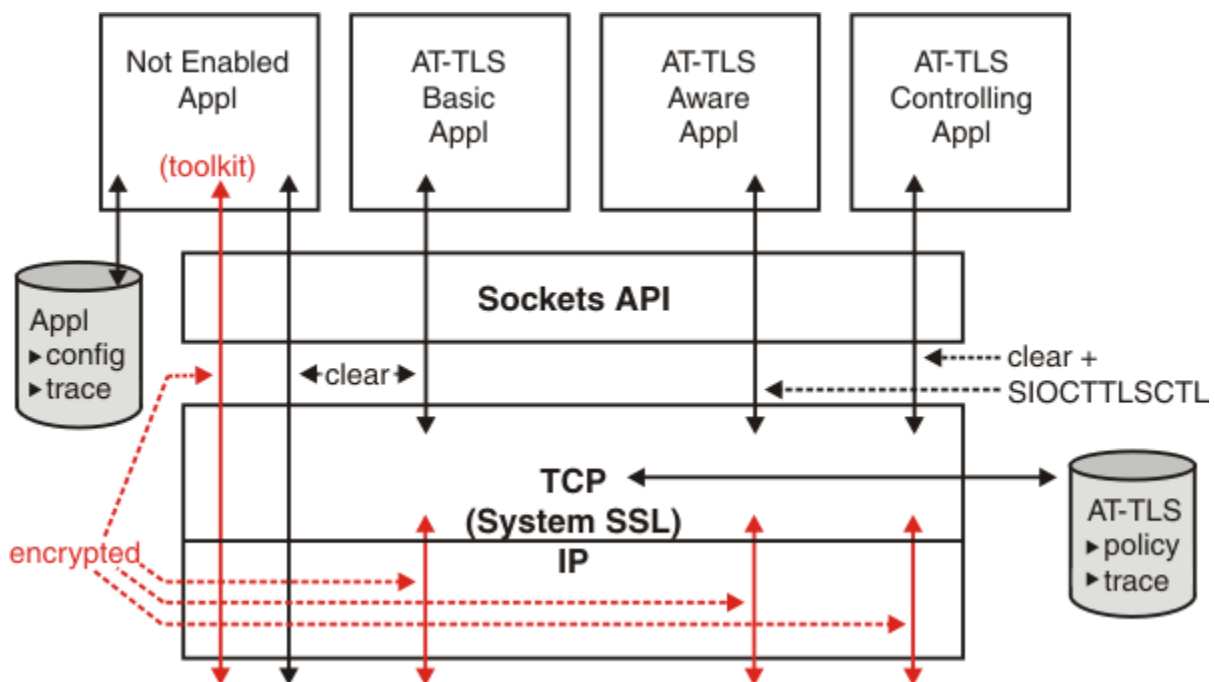 Not Enabled
Appl
(toolkit)
AT-TLS
Basic
Appl
AT-TLS
Aware
Appl
AT-TLS
Controlling
Appl
Sockets API
Appl
▸ config
▸ trace
clear
clear +
SIOCTTLSCTL
TCP
(System SSL)
IP
encrypted
AT-TLS
▸ policy
▸ trace